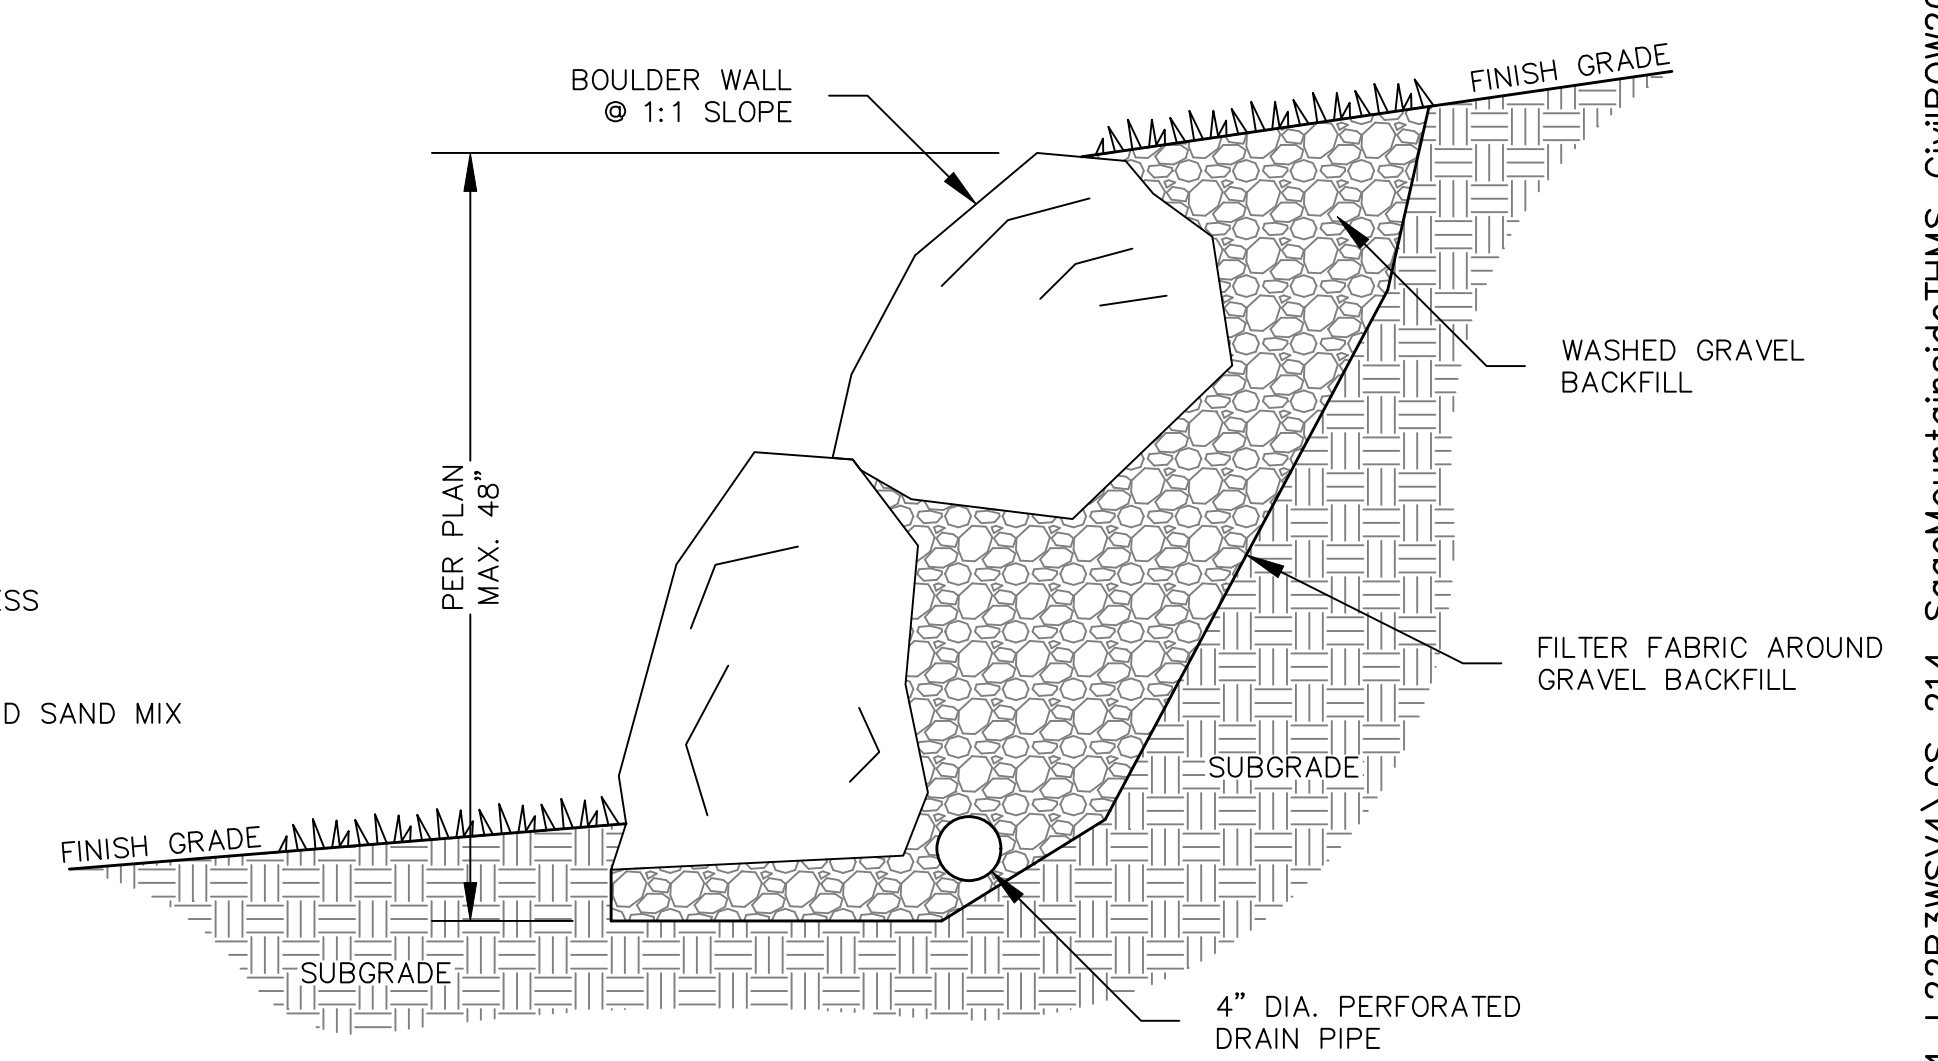 BOULDER WALL
@ 1:1 SLOPE
FINISH GRADE
WASHED GRAVEL
BACKFILL
PER PLAN
MAX. 48"
FILTER FABRIC AROUND
GRAVEL BACKFILL
D SAND MIX
SUBGRADE
FINISH GRADE
SUBGRADE
4" DIA. PERFORATED
DRAIN PIPE